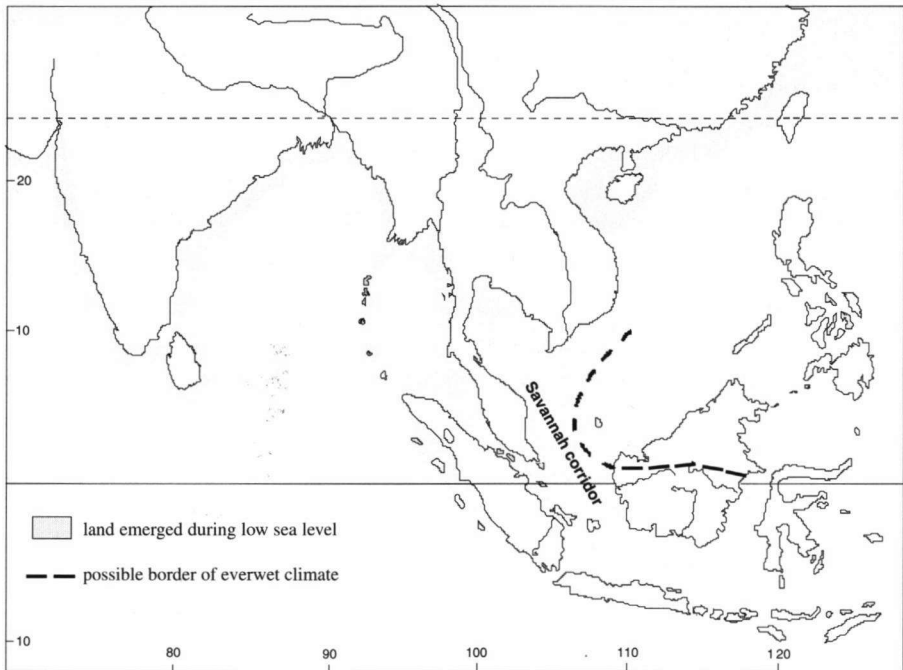 20
10
Savannah corridor
land emerged during low sea level
possible border of everwet climate
10
80
90
100
110
120